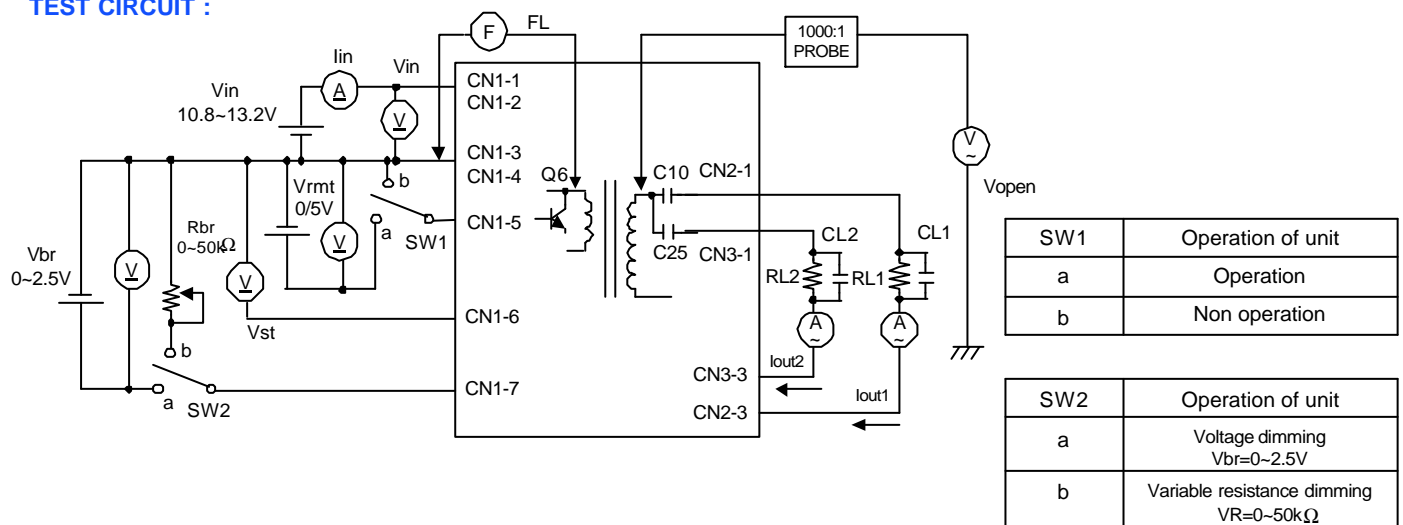 TEST CIRCUIT :
F
FL
1000:1
PROBE
Iin
Vin
A
Vin
10.8~13.2V
V
CN1-1
CN1-2
CN1-3
CN1-4
CN1-5
CN1-6
CN1-7
b
a
SW1
Vrmt
0/5V
V
Rbr
0~50kΩ
Vbr
0~2.5V
V
V
Vst
b
a
SW2
Q6
C10
CN2-1
C25
CN3-1
CL2
CL1
RL2
RL1
A
~
A
~
Iout2
Iout1
CN3-3
CN2-3
V
~
Vopen
SW1 Operation of unit
a Operation
b Non operation
SW2 Operation of unit
a Voltage dimming
Vbr=0~2.5V
b Variable resistance dimming
VR=0~50kΩ